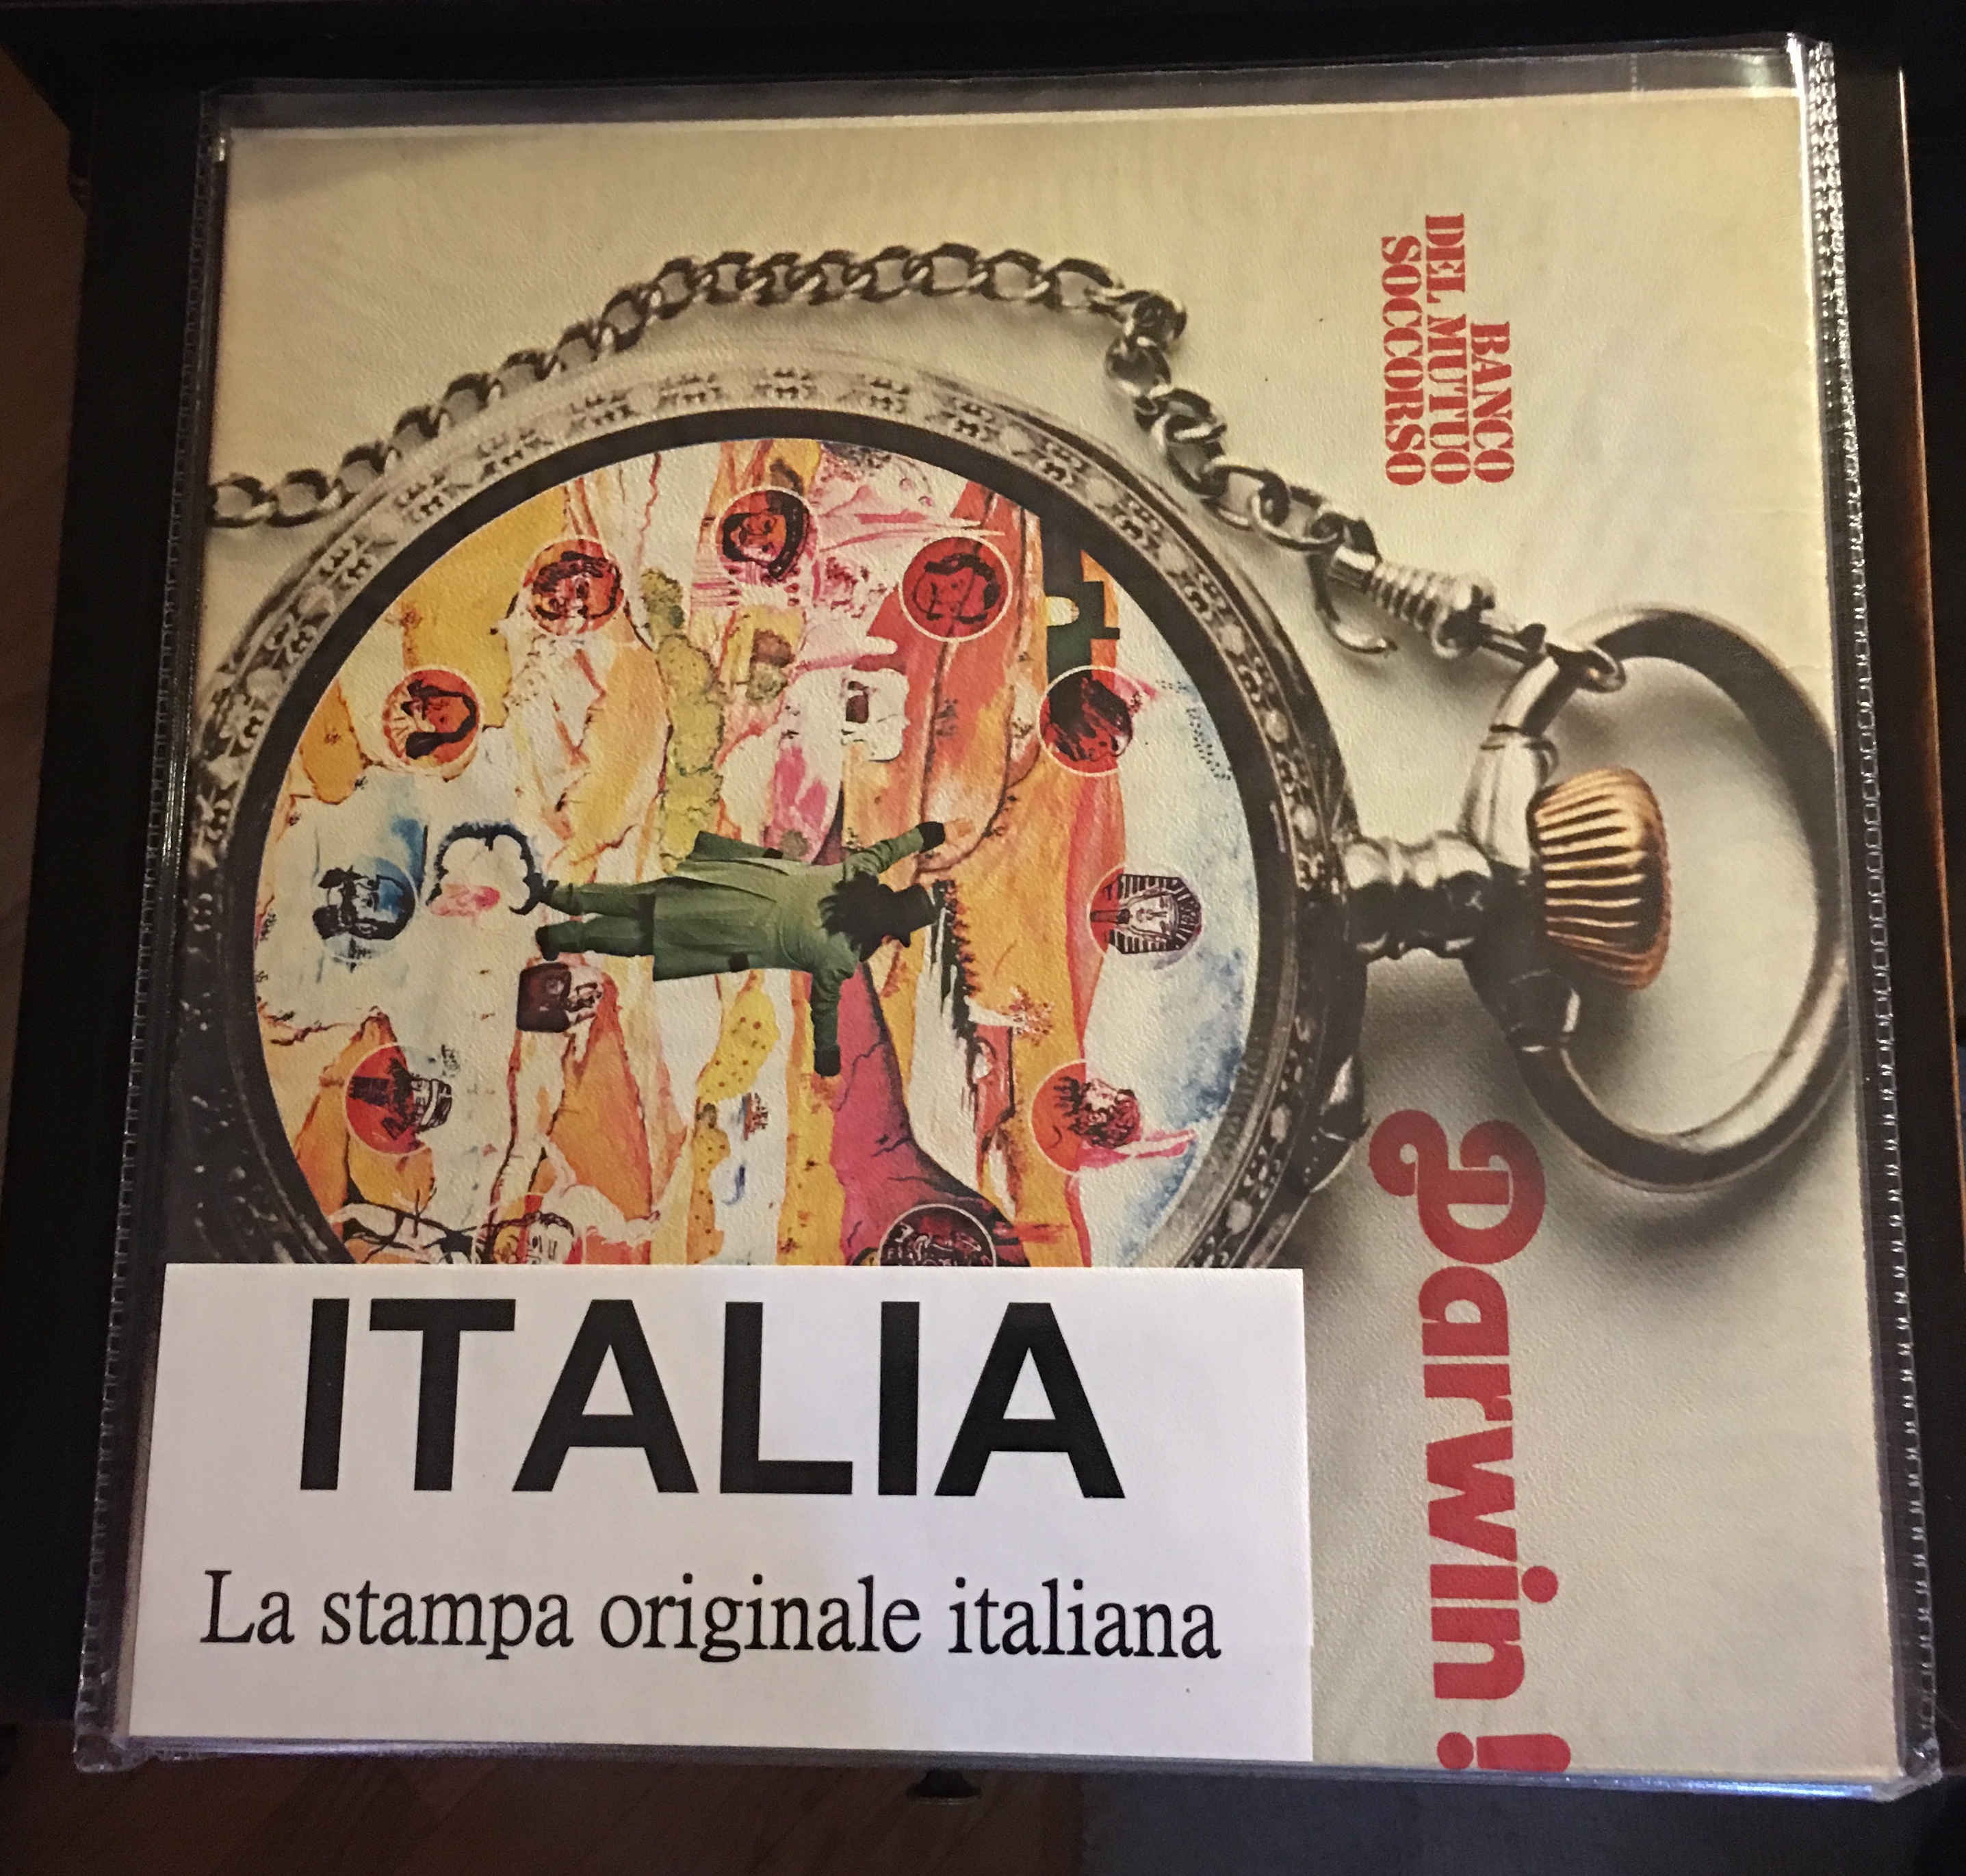 BANCO
DEL MUTUO
SOCCORSO
Darwin!
ITALIA
La stampa originale italiana